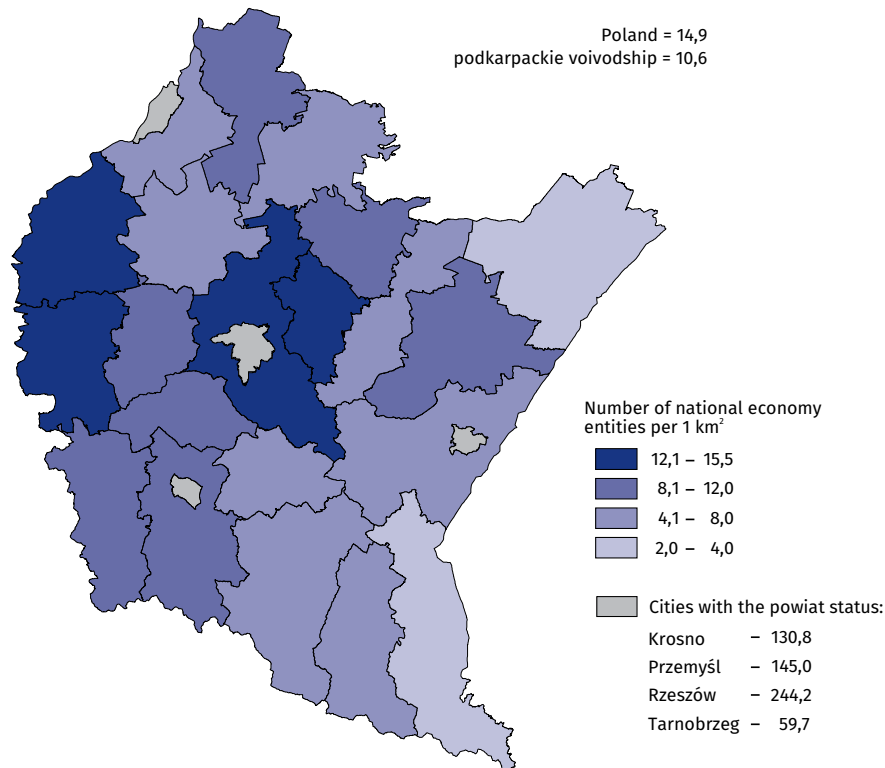 Poland = 14,9
podkarpackie voivodship = 10,6
Number of national economy
entities per 1 km²
12,1 – 15,5
8,1 – 12,0
4,1 – 8,0
2,0 – 4,0
Cities with the powiat status:
Krosno – 130,8
Przemyśl – 145,0
Rzeszów – 244,2
Tarnobrzeg – 59,7